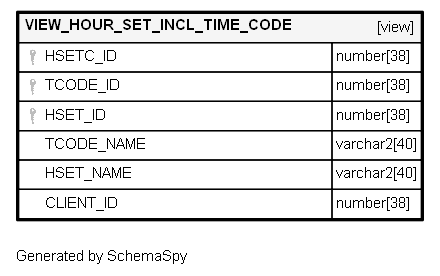 VIEW_HOUR_SET_INCL_TIME_CODE [view]
HSETC_ID number[38]
TCODE_ID number[38]
HSET_ID number[38]
TCODE_NAME varchar2[40]
HSET_NAME varchar2[40]
CLIENT_ID number[38]
Generated by SchemaSpy